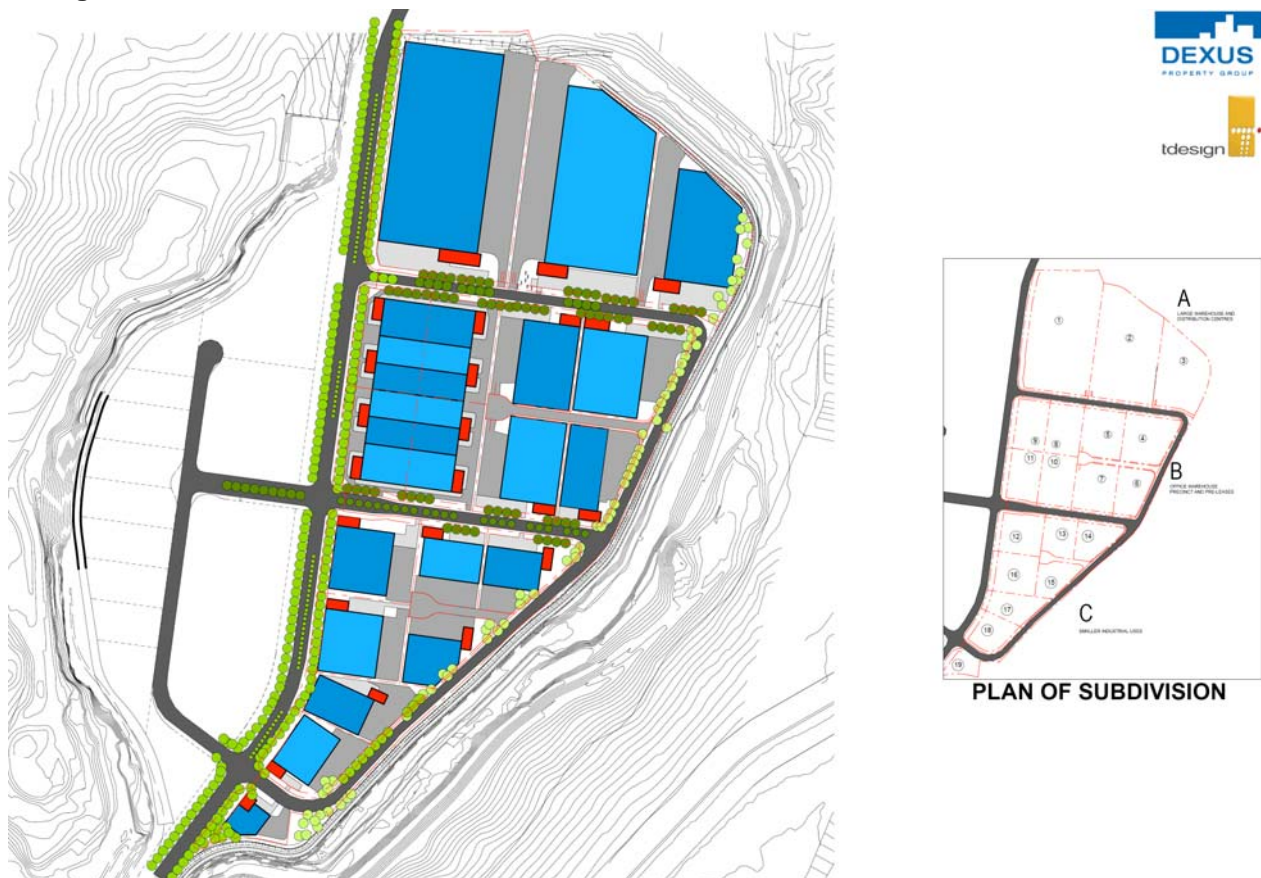 DEXUS
PROPERTY GROUP
tdesign
A
LARGE WAREHOUSE AND
DISTRIBUTION CENTRES
1
2
3
B
OFFICE WAREHOUSE
PRECINCT AND PRE-LEASES
9
8
5
4
11
10
7
6
12
13
14
16
15
17
C
SMALLER INDUSTRIAL USES
18
19
PLAN OF SUBDIVISION